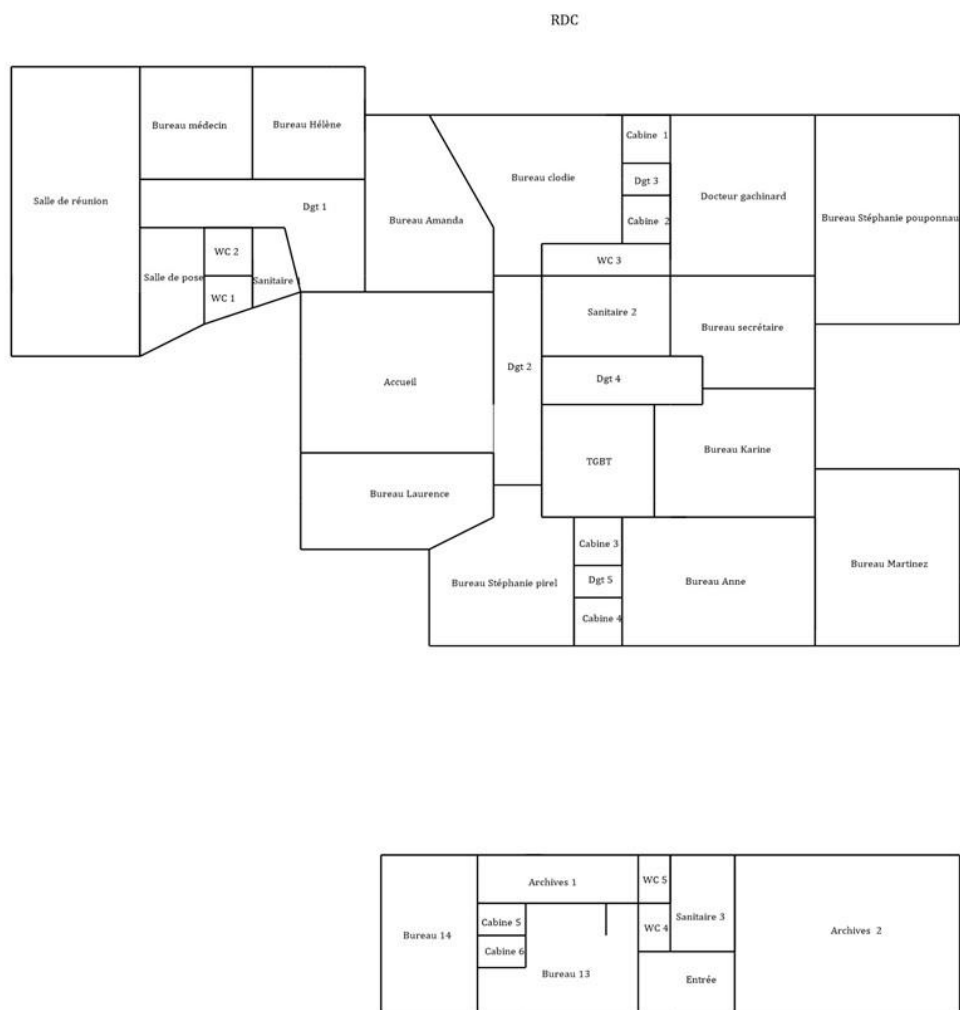 RDC
Bureau médecin
Bureau Hélène
Cabine 1
Bureau clodie
Dgt 3
Docteur gachinard
Salle de réunion
Dgt 1
Bureau Amanda
Cabine 2
Bureau Stéphanie pouponnau
WC 2
WC 3
Salle de pose
Sanitaire 1
WC 1
Sanitaire 2
Bureau secrétaire
Dgt 2
Accueil
Dgt 4
Bureau Karine
TGBT
Bureau Laurence
Cabine 3
Bureau Martinez
Bureau Stéphanie pirel
Dgt 5
Bureau Anne
Cabine 4
Archives 1
WC 5
Cabine 5
WC 4
Sanitaire 3
Bureau 14
Archives 2
Cabine 6
Bureau 13
Entrée